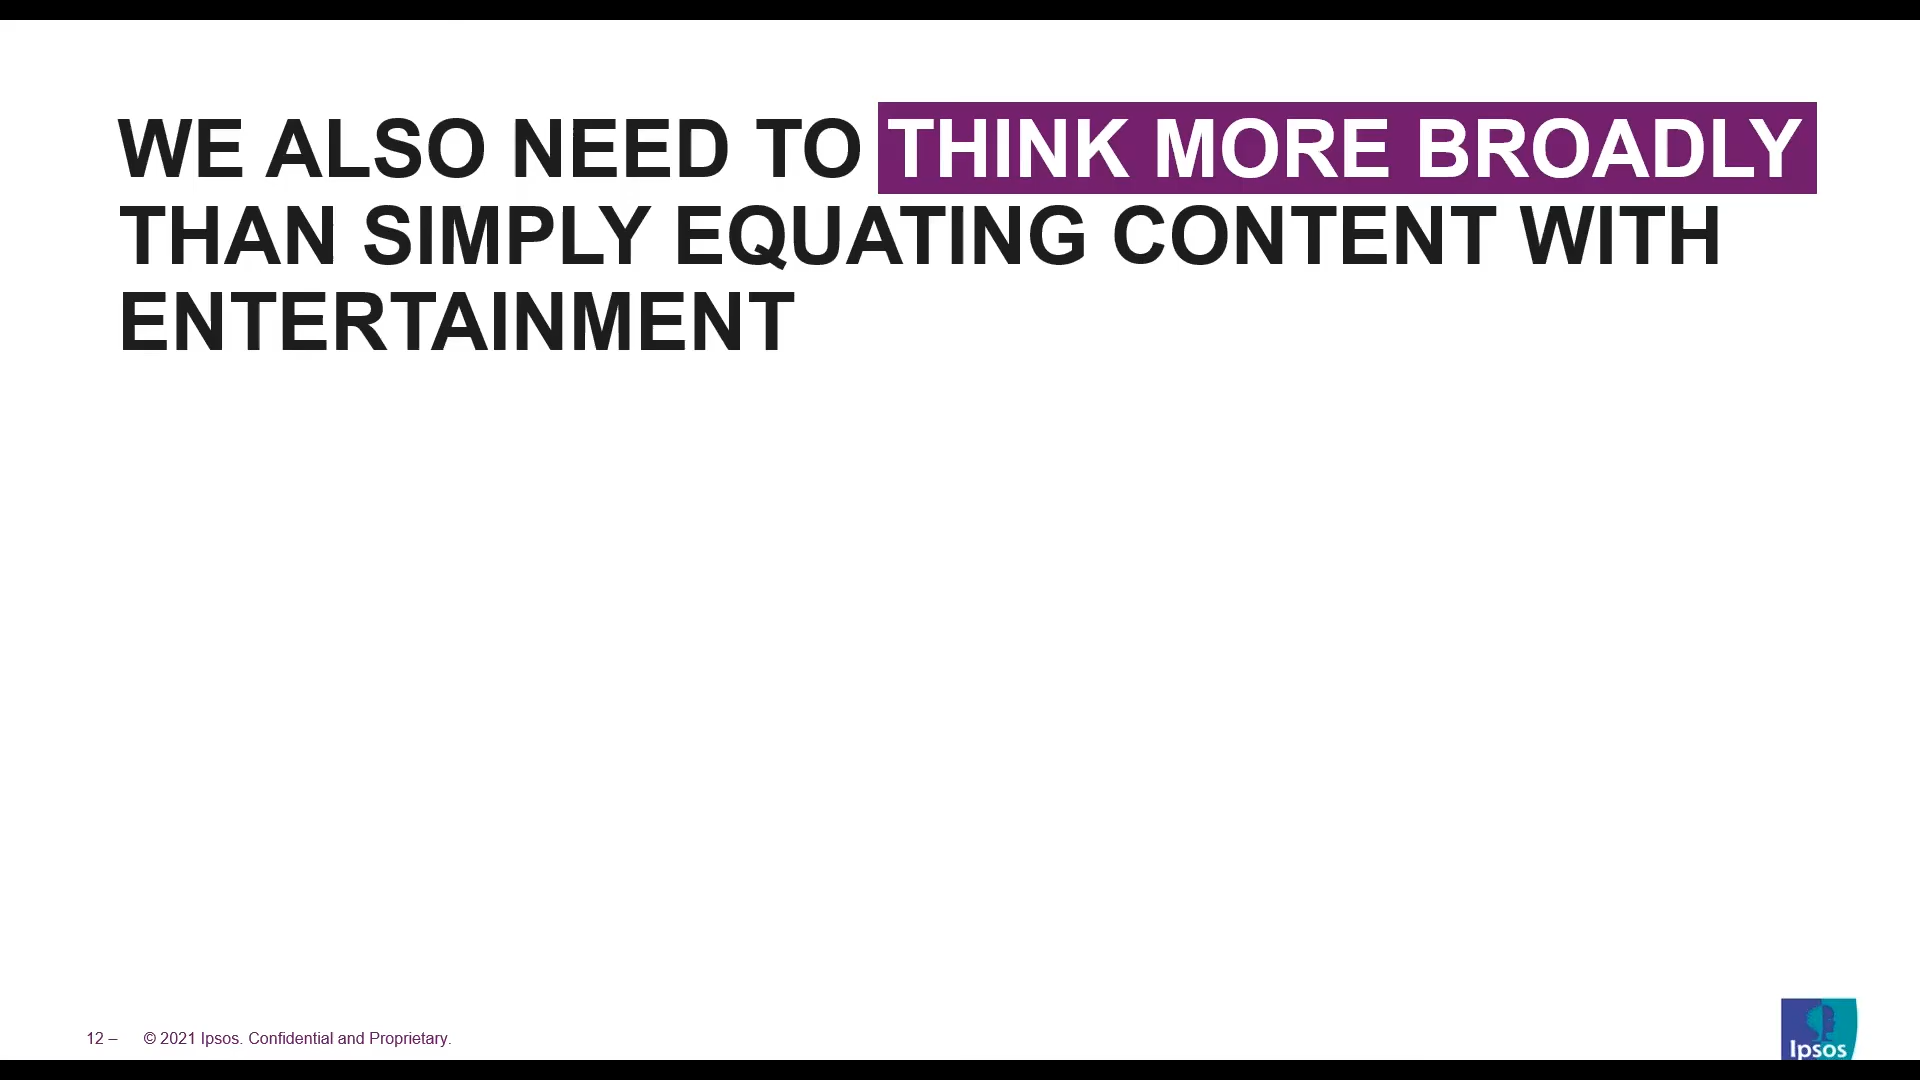 WE ALSO NEED TO THINK MORE BROADLY
THAN SIMPLY EQUATING CONTENT WITH
ENTERTAINMENT
12 – © 2021 Ipsos. Confidential and Proprietary.
Ipsos